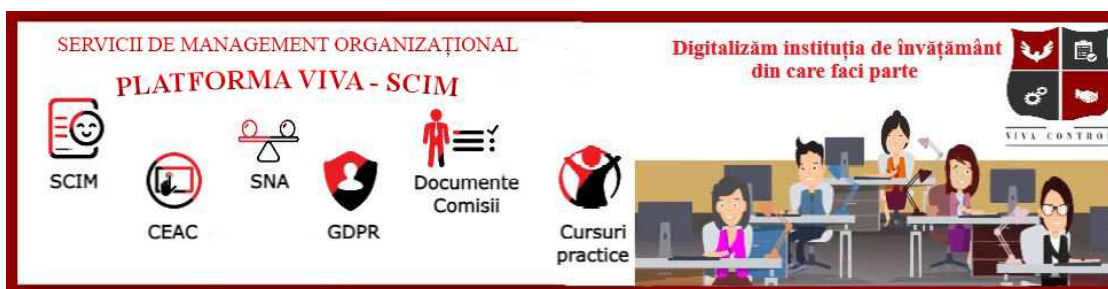 SERVICII DE MANAGEMENT ORGANIZAȚIONAL
PLATFORMA VIVA - SCIM
SCIM
CEAC
SNA
GDPR
Documente
Comisii
Cursuri
practice
Digitalizăm instituția de învățământ
din care faci parte
VIVA CONTROL